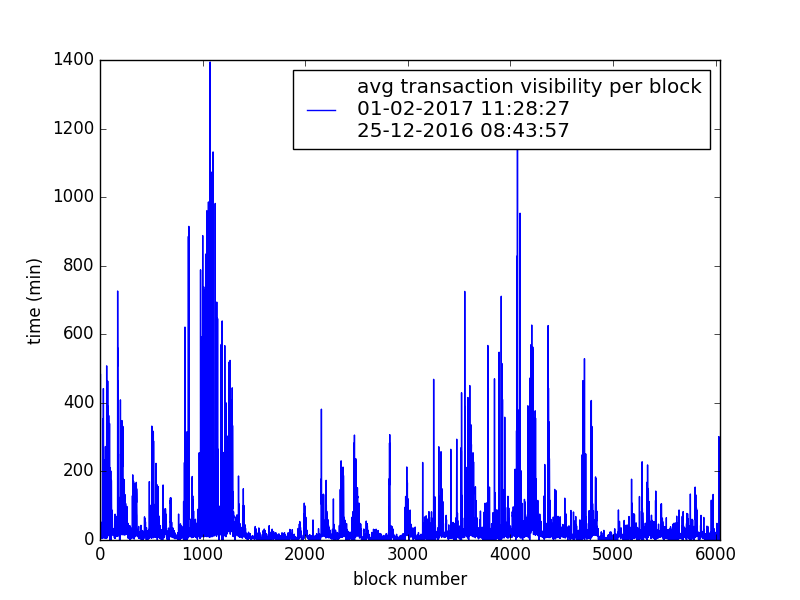 1400
1200
1000
800
600
400
200
0
time (min)
avg transaction visibility per block
01-02-2017 11:28:27
25-12-2016 08:43:57
0 1000 2000 3000 4000 5000 6000
block number